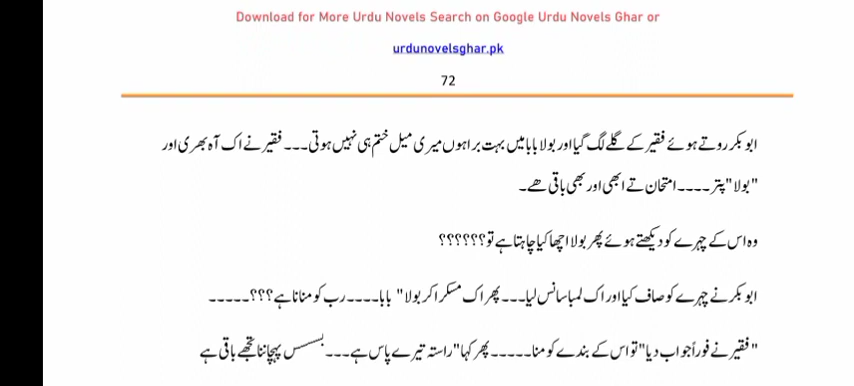 Download for More Urdu Novels Search on Google Urdu Novels Ghar or
urdunovelsghar.pk
72
ابو بکر روتے ہوئے فقیر کے گلے لگ گیا اور بولا بابا میں بہت برا ہوں میری میل ختم ہی نہیں ہوتی۔۔۔ فقیر نے اک آہ بھری اور
"بولا" پتر۔۔۔۔ امتحان تے ابھی اور بھی باقی ھے۔
وہ اس کے چہرے کو دیکھتے ہوئے پھر بولا اچھا کیا چاہتا ہے تو؟؟؟؟؟؟
ابو بکر نے چہرے کو صاف کیا اور اک لمبا سانس لیا۔۔۔ پھر اک مسکرا کر بولا" بابا۔۔۔۔ رب کو منانا ہے؟؟؟۔۔۔۔۔
"فقیر نے فوراً جواب دیا" تو اس کے بندے کو منا۔۔۔۔۔ پھر کہا" راستہ تیرے پاس ہے۔۔۔ بسسسس پہچاننا تجھے باقی ہے